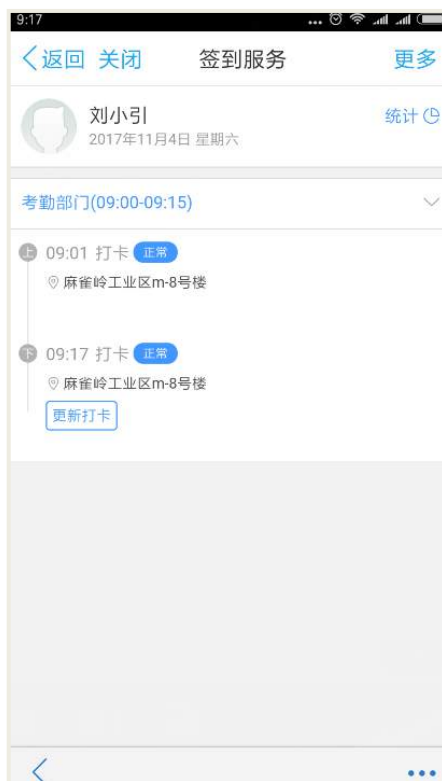 9:17
返回 关闭 签到服务 更多
刘小引 统计
2017年11月4日 星期六
考勤部门(09:00-09:15)
上 09:01 打卡 正常
麻雀岭工业区m-8号楼
下 09:17 打卡 正常
麻雀岭工业区m-8号楼
更新打卡